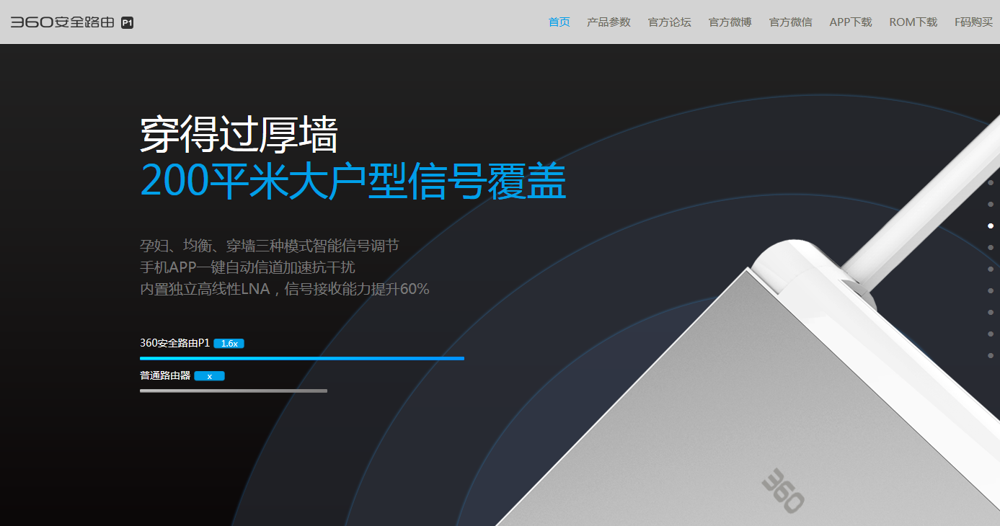 360安全路由 P1
首页 产品参数 官方论坛 官方微博 官方微信 APP下载 ROM下载 F码购买
穿得过厚墙
200平米大户型信号覆盖
孕妇、均衡、穿墙三种模式智能信号调节
手机APP一键自动信道加速抗干扰
内置独立高线性LNA，信号接收能力提升60%
360安全路由P1 1.6x
普通路由器 x
360